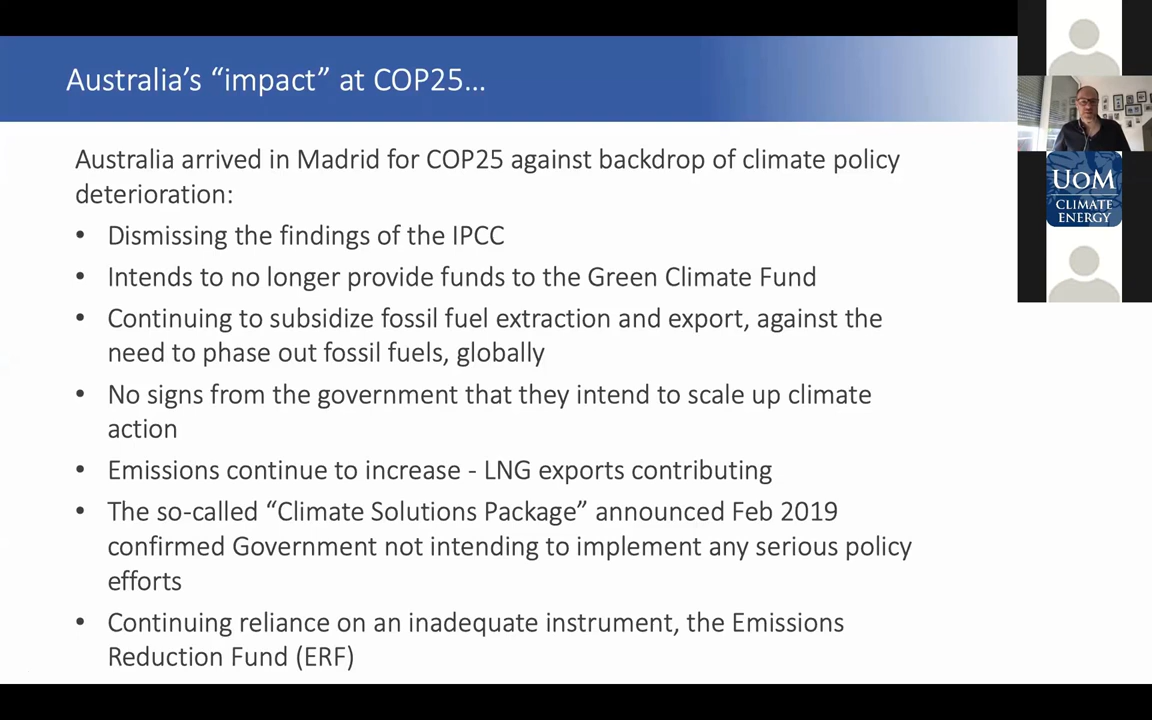 Australia's “impact” at COP25...
Australia arrived in Madrid for COP25 against backdrop of climate policy
deterioration:
• Dismissing the findings of the IPCC
• Intends to no longer provide funds to the Green Climate Fund
• Continuing to subsidize fossil fuel extraction and export, against the
need to phase out fossil fuels, globally
• No signs from the government that they intend to scale up climate
action
• Emissions continue to increase - LNG exports contributing
• The so-called “Climate Solutions Package” announced Feb 2019
confirmed Government not intending to implement any serious policy
efforts
• Continuing reliance on an inadequate instrument, the Emissions
Reduction Fund (ERF)
UOM
CLIMATE
ENERGY